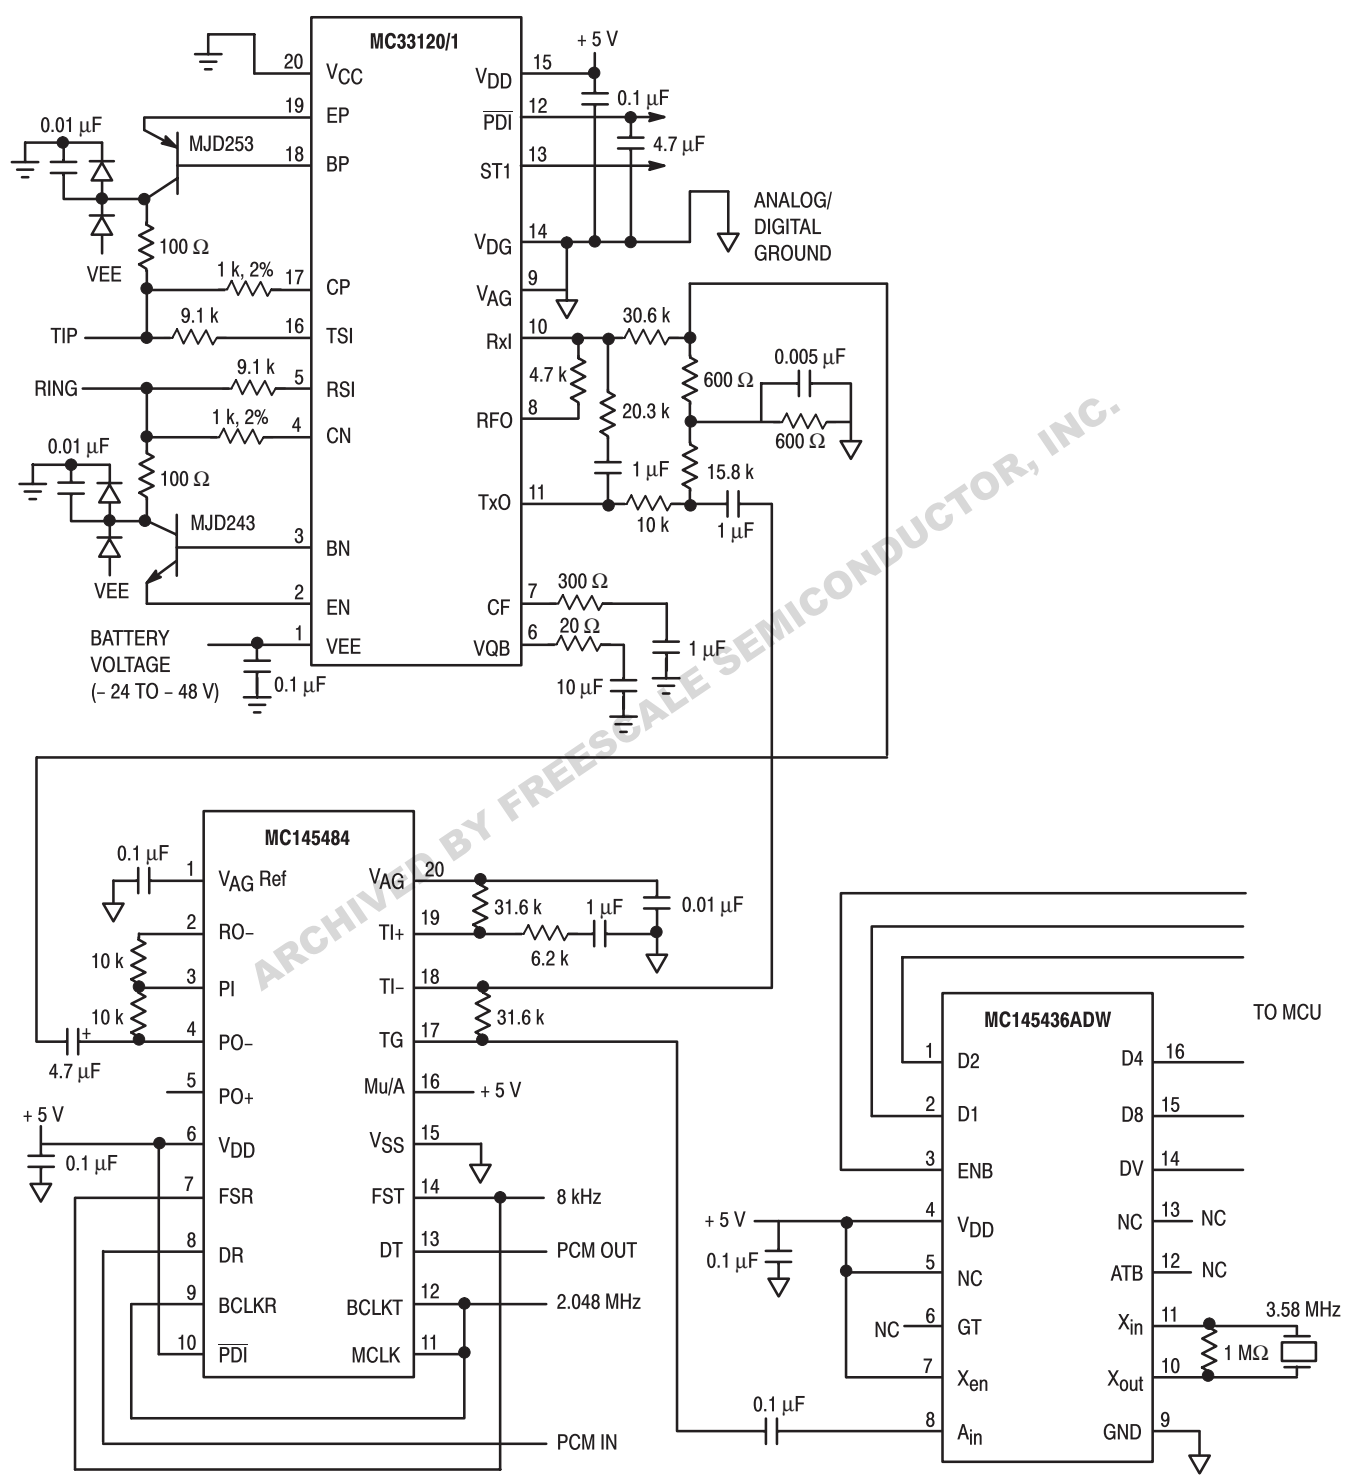 MC33120/1
20 VCC
19 EP
18 BP
17 CP
16 TSI
5 RSI
4 CN
3 BN
2 EN
1 VEE
VDD 15
PDI 12
ST1 13
VDG 14
VAG 9
RxI 10
RFO 8
TxO 11
CF 7
VQB 6
0.01 µF
MJD253
VEE
100 Ω
1 k, 2%
9.1 k
TIP
RING
9.1 k
1 k, 2%
0.01 µF
100 Ω
MJD243
VEE
BATTERY
VOLTAGE
(– 24 TO – 48 V)
0.1 µF
+ 5 V
0.1 µF
4.7 µF
ANALOG/
DIGITAL
GROUND
30.6 k
4.7 k
20.3 k
1 µF
10 k
600 Ω
0.005 µF
600 Ω
15.8 k
1 µF
300 Ω
20 Ω
1 µF
10 µF
ARCHIVED BY FREESCALE SEMICONDUCTOR, INC.
MC145484
1 VAG Ref
2 RO–
3 PI
4 PO–
5 PO+
6 VDD
7 FSR
8 DR
9 BCLKR
10 PDI
VAG 20
TI+ 19
TI– 18
TG 17
Mu/A 16
VSS 15
FST 14
DT 13
BCLKT 12
MCLK 11
0.1 µF
10 k
10 k
+
4.7 µF
+ 5 V
0.1 µF
31.6 k
1 µF
0.01 µF
6.2 k
31.6 k
+ 5 V
8 kHz
PCM OUT
2.048 MHz
PCM IN
0.1 µF
MC145436ADW
TO MCU
1 D2
2 D1
3 ENB
4 VDD
5 NC
6 GT
7 Xen
8 Ain
D4 16
D8 15
DV 14
NC 13 NC
ATB 12 NC
Xin 11
Xout 10
GND 9
+ 5 V
0.1 µF
NC
3.58 MHz
1 MΩ